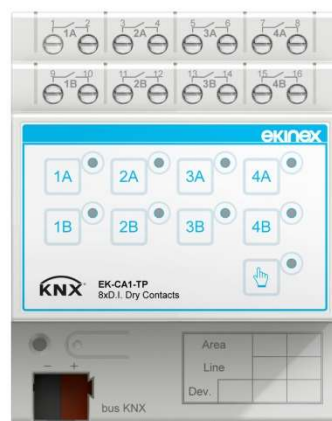 1 2 3 4 5 6 7 8
1A 2A 3A 4A
9 10 11 12 13 14 15 16
1B 2B 3B 4B
ekinex
1A 2A 3A 4A
1B 2B 3B 4B
KNX
EK-CA1-TP
8xD.I. Dry Contacts
Area
Line
Dev.
− +
bus KNX